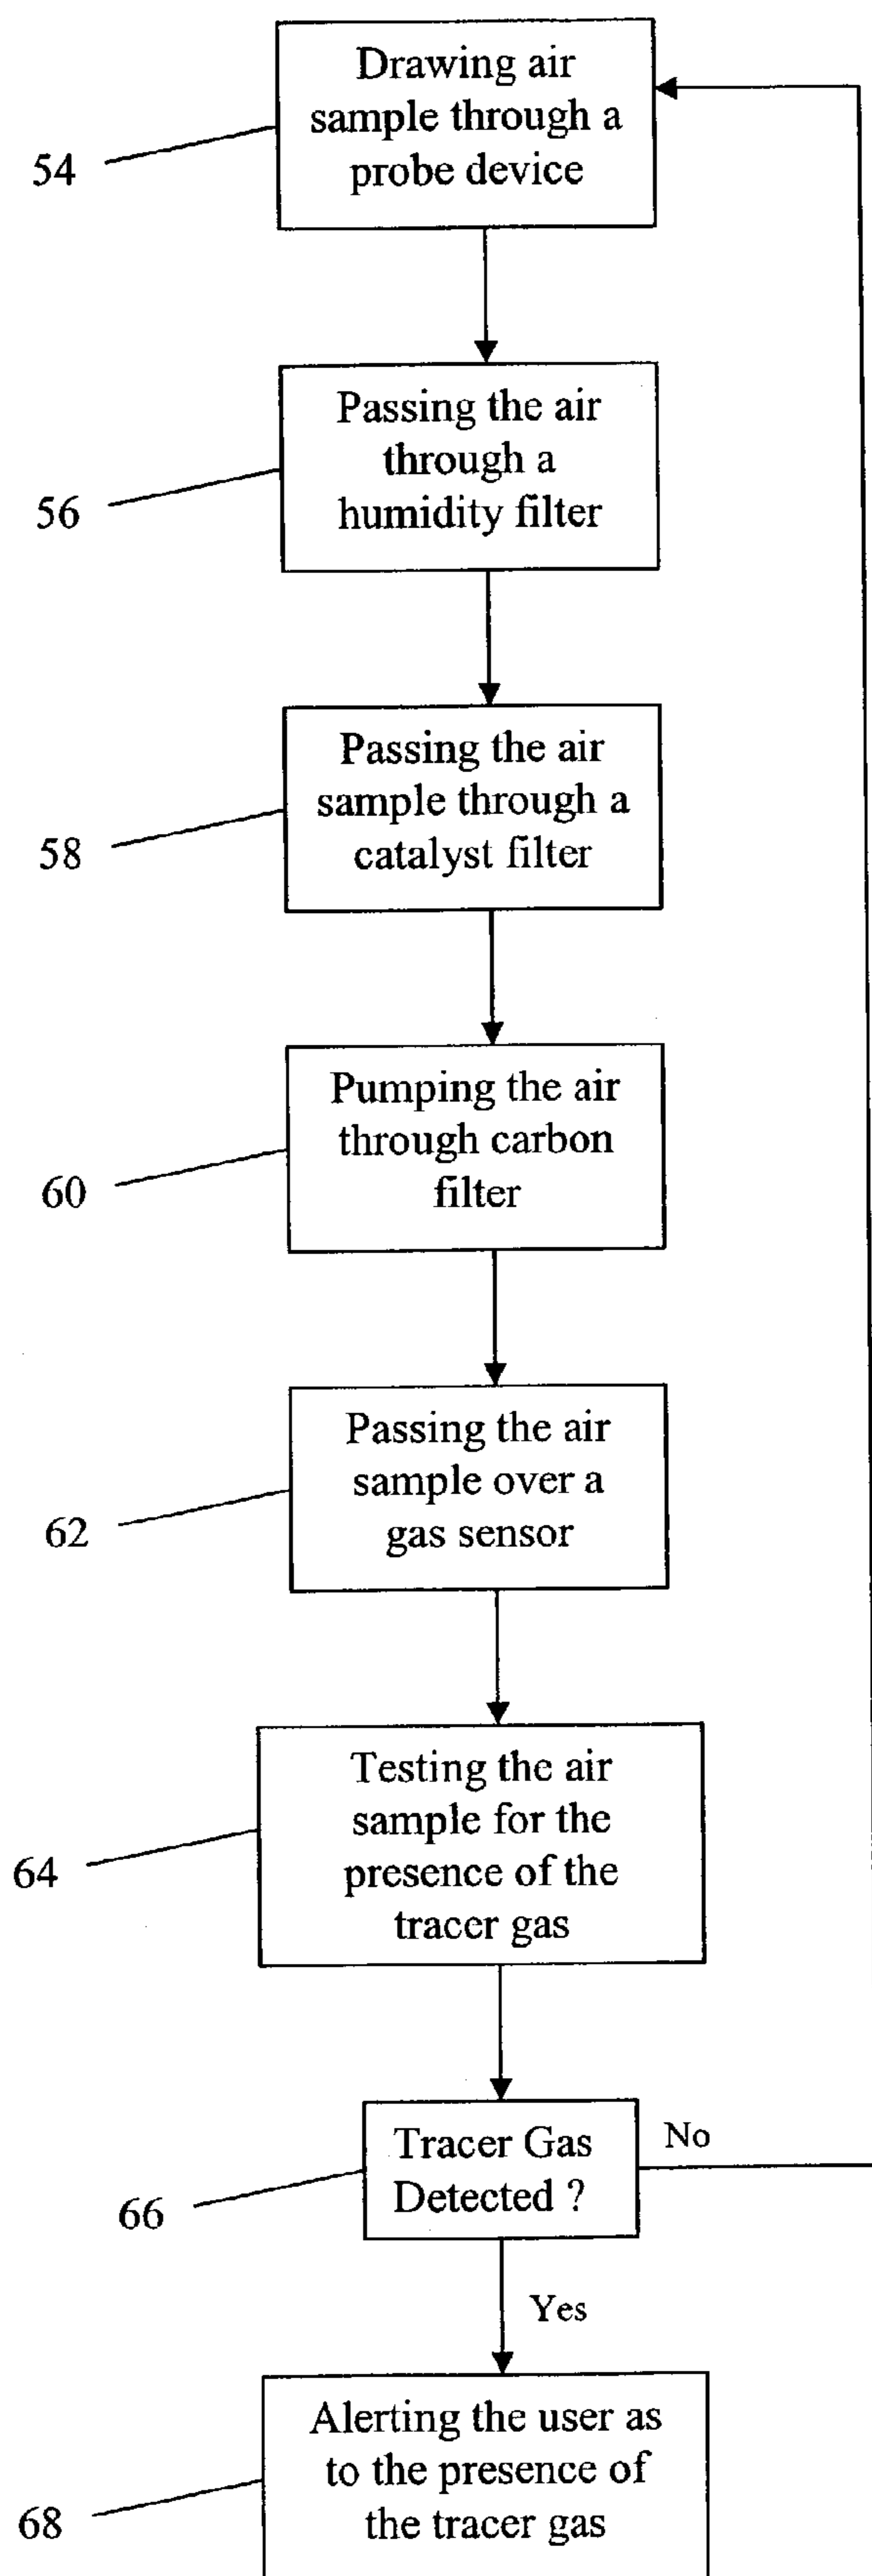 Drawing air
sample through a
probe device
54
Passing the air
through a
humidity filter
56
Passing the air
sample through a
catalyst filter
58
Pumping the air
through carbon
filter
60
Passing the air
sample over a
gas sensor
62
Testing the air
sample for the
presence of the
tracer gas
64
Tracer Gas
Detected ?
No
66
Yes
Alerting the user as
to the presence of
the tracer gas
68